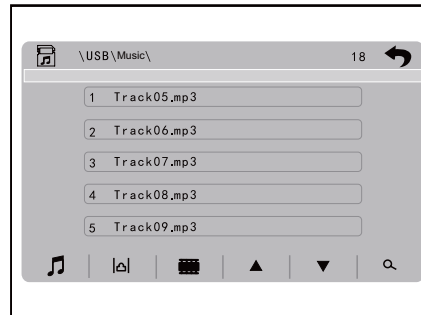 \USB\Music\ 18
1 Track05.mp3
2 Track06.mp3
3 Track07.mp3
4 Track08.mp3
5 Track09.mp3